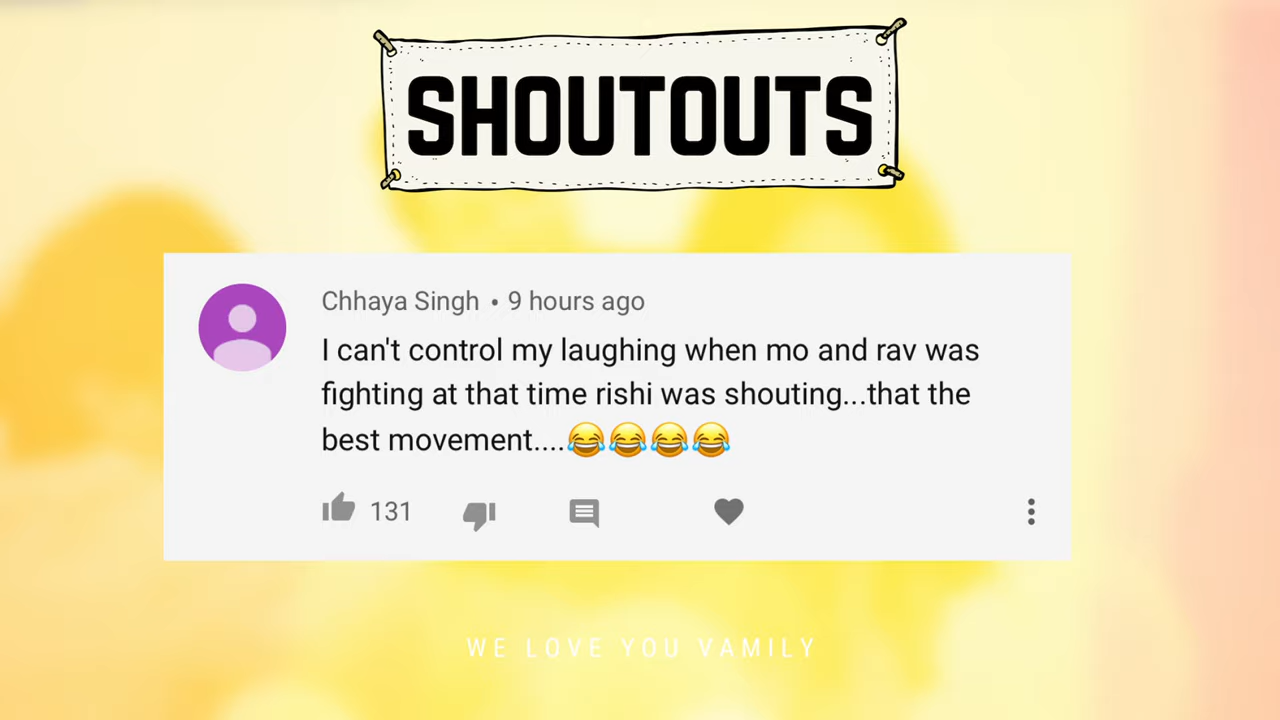 SHOUTOUTS
Chhaya Singh • 9 hours ago
I can't control my laughing when mo and rav was
fighting at that time rishi was shouting...that the
best movement....😂😂😂😂
131
WE LOVE YOU VAMILY